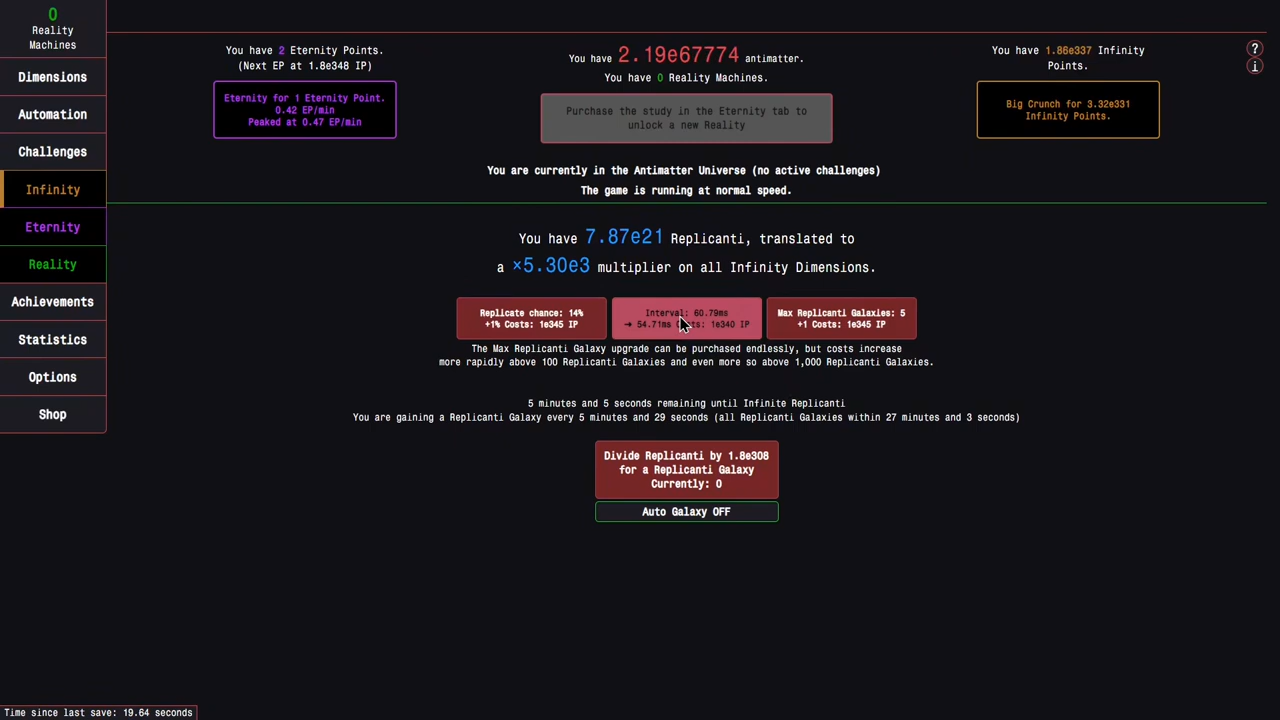 0
Reality
Machines
Dimensions
Automation
Challenges
Infinity
Eternity
Reality
Achievements
Statistics
Options
Shop
You have 2 Eternity Points.
(Next EP at 1.8e348 IP)
Eternity for 1 Eternity Point.
0.42 EP/min
Peaked at 0.47 EP/min
You have 2.19e67774 antimatter.
You have 0 Reality Machines.
Purchase the study in the Eternity tab to
unlock a new Reality
You have 1.86e337 Infinity
Points.
Big Crunch for 3.32e331
Infinity Points.
?
i
You are currently in the Antimatter Universe (no active challenges)
The game is running at normal speed.
You have 7.87e21 Replicanti, translated to
a ×5.30e3 multiplier on all Infinity Dimensions.
Replicate chance: 14%
+1% Costs: 1e345 IP
Interval: 60.79ms
→ 54.71ms Costs: 1e340 IP
Max Replicanti Galaxies: 5
+1 Costs: 1e345 IP
The Max Replicanti Galaxy upgrade can be purchased endlessly, but costs increase
more rapidly above 100 Replicanti Galaxies and even more so above 1,000 Replicanti Galaxies.
5 minutes and 5 seconds remaining until Infinite Replicanti
You are gaining a Replicanti Galaxy every 5 minutes and 29 seconds (all Replicanti Galaxies within 27 minutes and 3 seconds)
Divide Replicanti by 1.8e308
for a Replicanti Galaxy
Currently: 0
Auto Galaxy OFF
Time since last save: 19.64 seconds